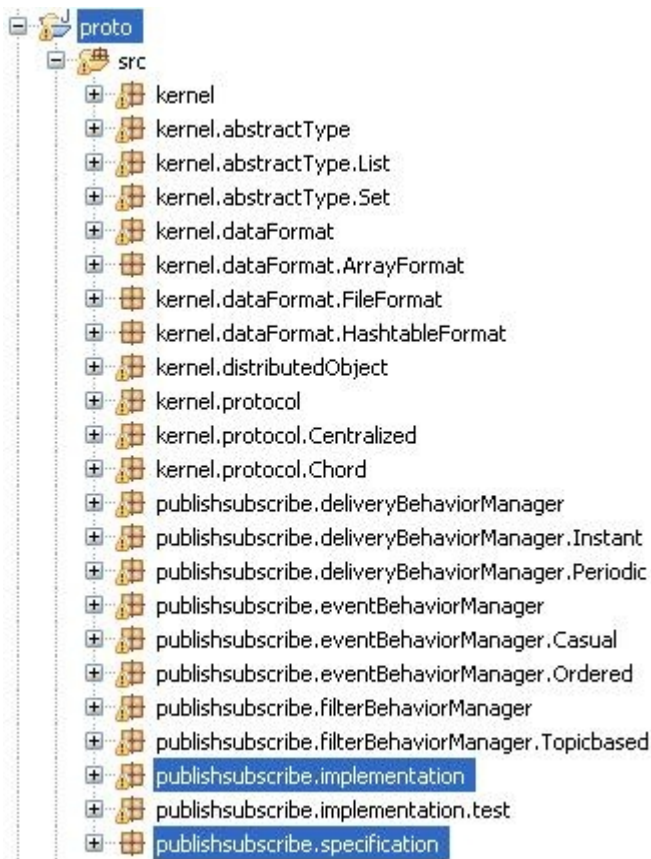 proto
src
kernel
kernel.abstractType
kernel.abstractType.List
kernel.abstractType.Set
kernel.dataFormat
kernel.dataFormat.ArrayFormat
kernel.dataFormat.FileFormat
kernel.dataFormat.HashtableFormat
kernel.distributedObject
kernel.protocol
kernel.protocol.Centralized
kernel.protocol.Chord
publishsubscribe.deliveryBehaviorManager
publishsubscribe.deliveryBehaviorManager.Instant
publishsubscribe.deliveryBehaviorManager.Periodic
publishsubscribe.eventBehaviorManager
publishsubscribe.eventBehaviorManager.Casual
publishsubscribe.eventBehaviorManager.Ordered
publishsubscribe.filterBehaviorManager
publishsubscribe.filterBehaviorManager.Topicbased
publishsubscribe.implementation
publishsubscribe.implementation.test
publishsubscribe.specification